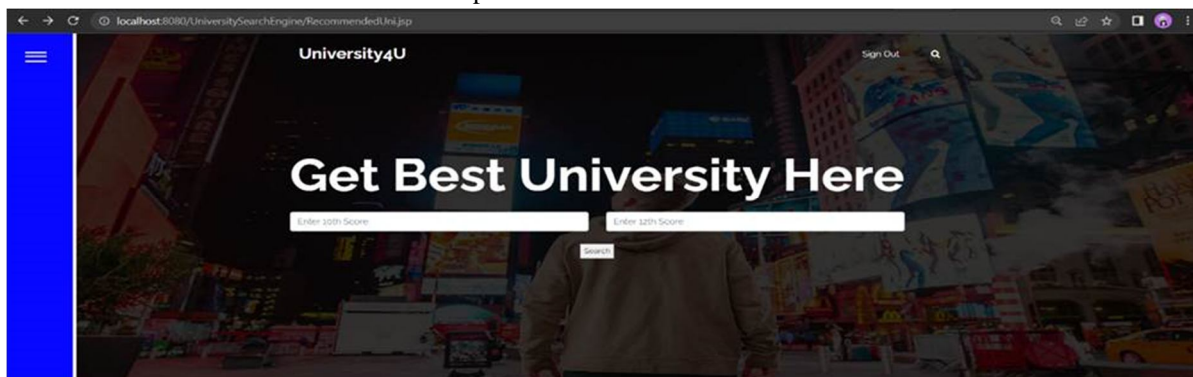 localhost:8080/UniversitySearchEngine/RecommendedUni.jsp
University4U Sign Out
Get Best University Here
Enter 10th Score Enter 12th Score
Search